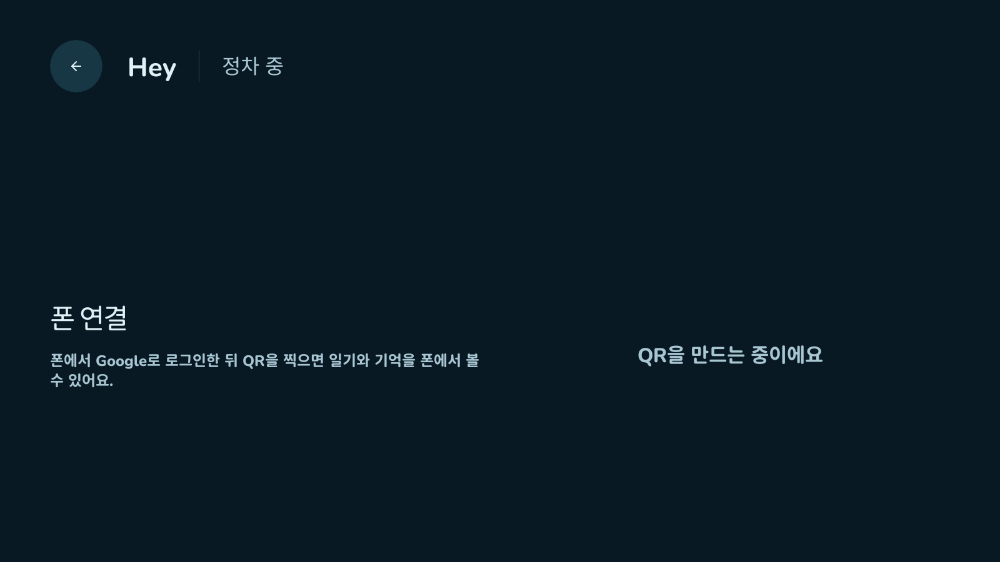 Hey
정차 중
폰 연결
폰에서 Google로 로그인한 뒤 QR을 찍으면 일기와 기억을 폰에서 볼
수 있어요.
QR을 만드는 중이에요